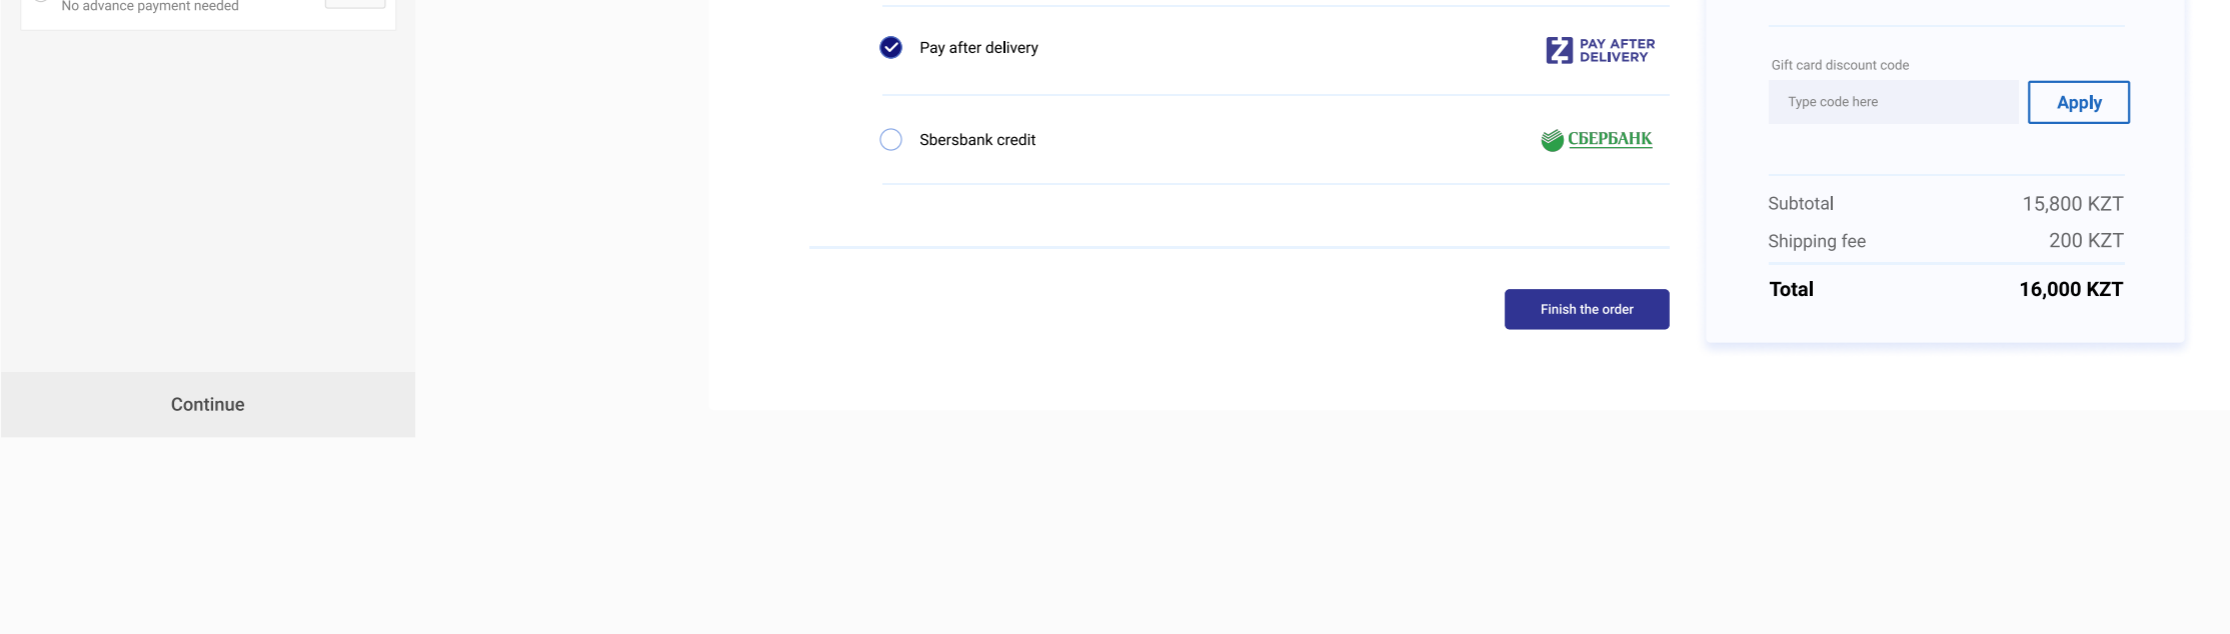 No advance payment needed
Continue
Pay after delivery
Z PAY AFTER
DELIVERY
Sbersbank credit
СБЕРБАНК
Finish the order
Gift card discount code
Type code here
Apply
Subtotal 15,800 KZT
Shipping fee 200 KZT
Total 16,000 KZT